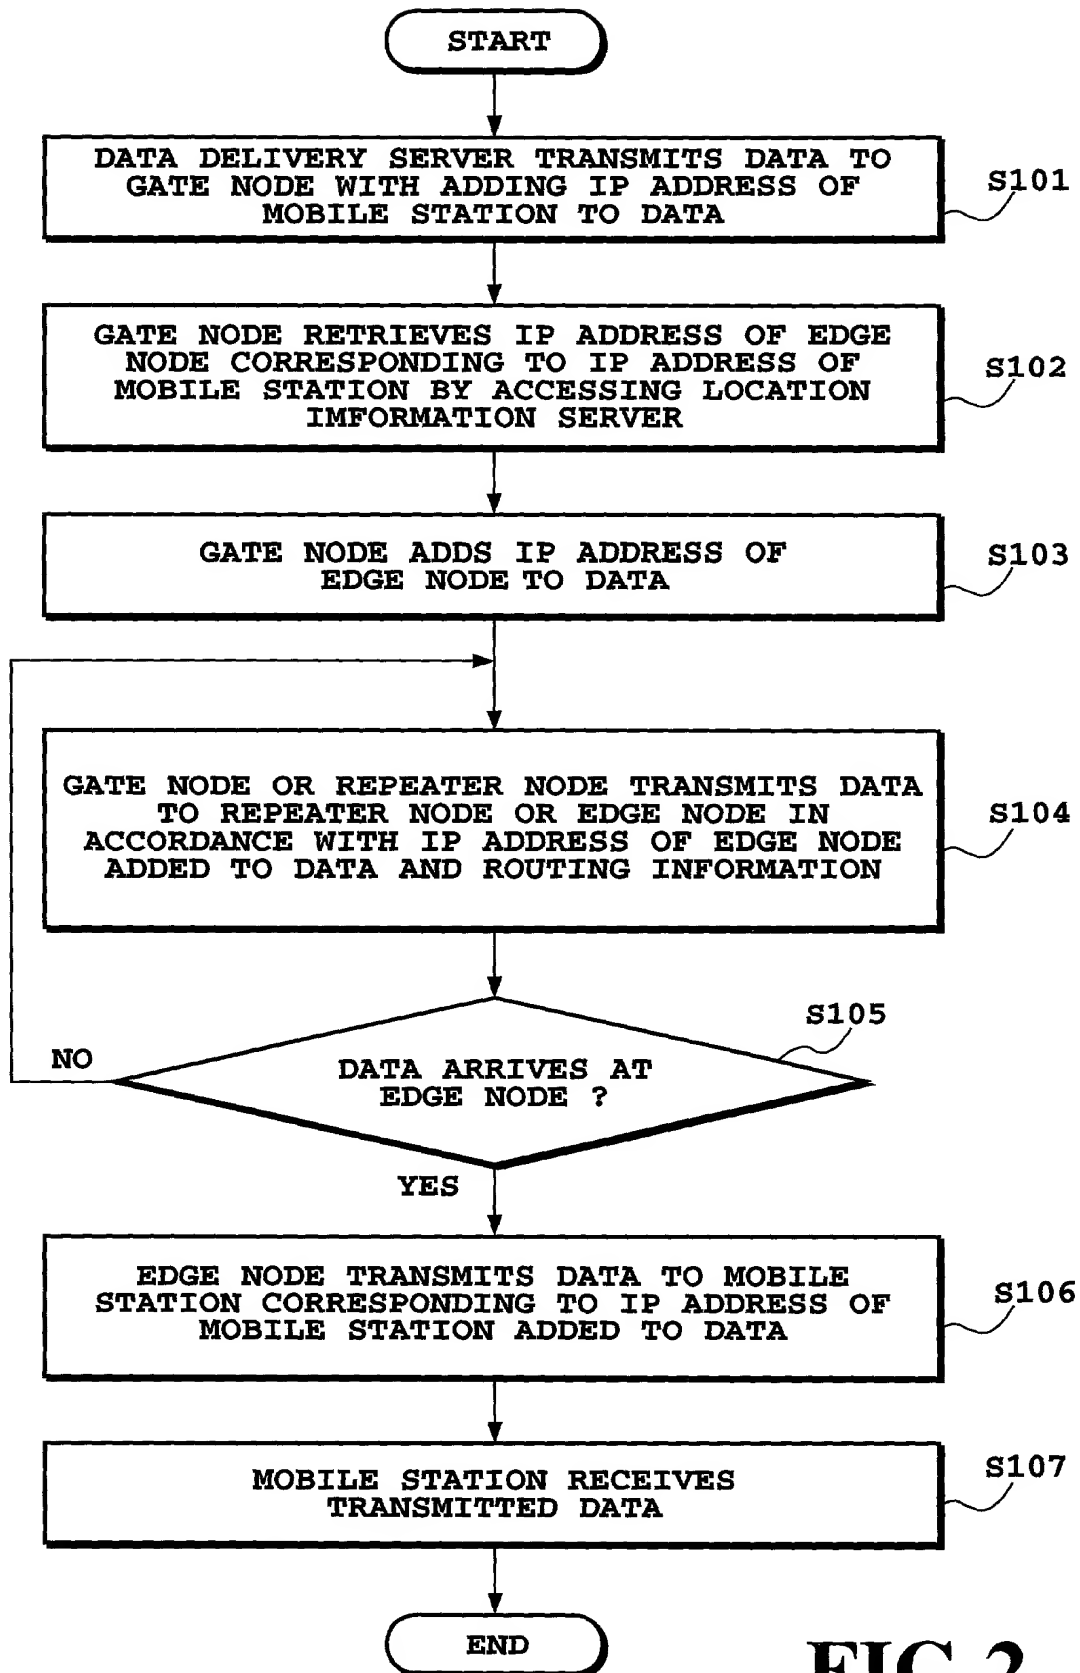 START
DATA DELIVERY SERVER TRANSMITS DATA TO
GATE NODE WITH ADDING IP ADDRESS OF
MOBILE STATION TO DATA
S101
GATE NODE RETRIEVES IP ADDRESS OF EDGE
NODE CORRESPONDING TO IP ADDRESS OF
MOBILE STATION BY ACCESSING LOCATION
IMFORMATION SERVER
S102
GATE NODE ADDS IP ADDRESS OF
EDGE NODE TO DATA
S103
GATE NODE OR REPEATER NODE TRANSMITS DATA
TO REPEATER NODE OR EDGE NODE IN
ACCORDANCE WITH IP ADDRESS OF EDGE NODE
ADDED TO DATA AND ROUTING INFORMATION
S104
S105
NO
DATA ARRIVES AT
EDGE NODE ?
YES
EDGE NODE TRANSMITS DATA TO MOBILE
STATION CORRESPONDING TO IP ADDRESS OF
MOBILE STATION ADDED TO DATA
S106
MOBILE STATION RECEIVES
TRANSMITTED DATA
S107
END
FIG.2